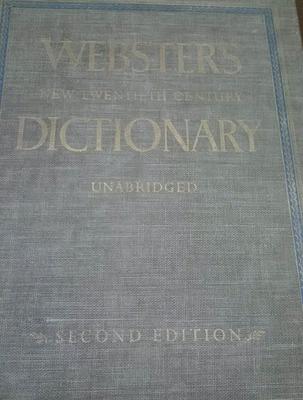 WEBSTER'S
NEW TWENTIETH CENTURY
DICTIONARY
UNABRIDGED
SECOND EDITION